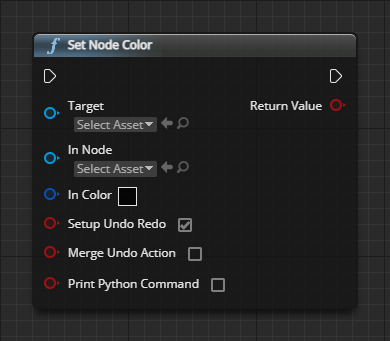 f Set Node Color
Target
Return Value
Select Asset
In Node
Select Asset
In Color
Setup Undo Redo
Merge Undo Action
Print Python Command